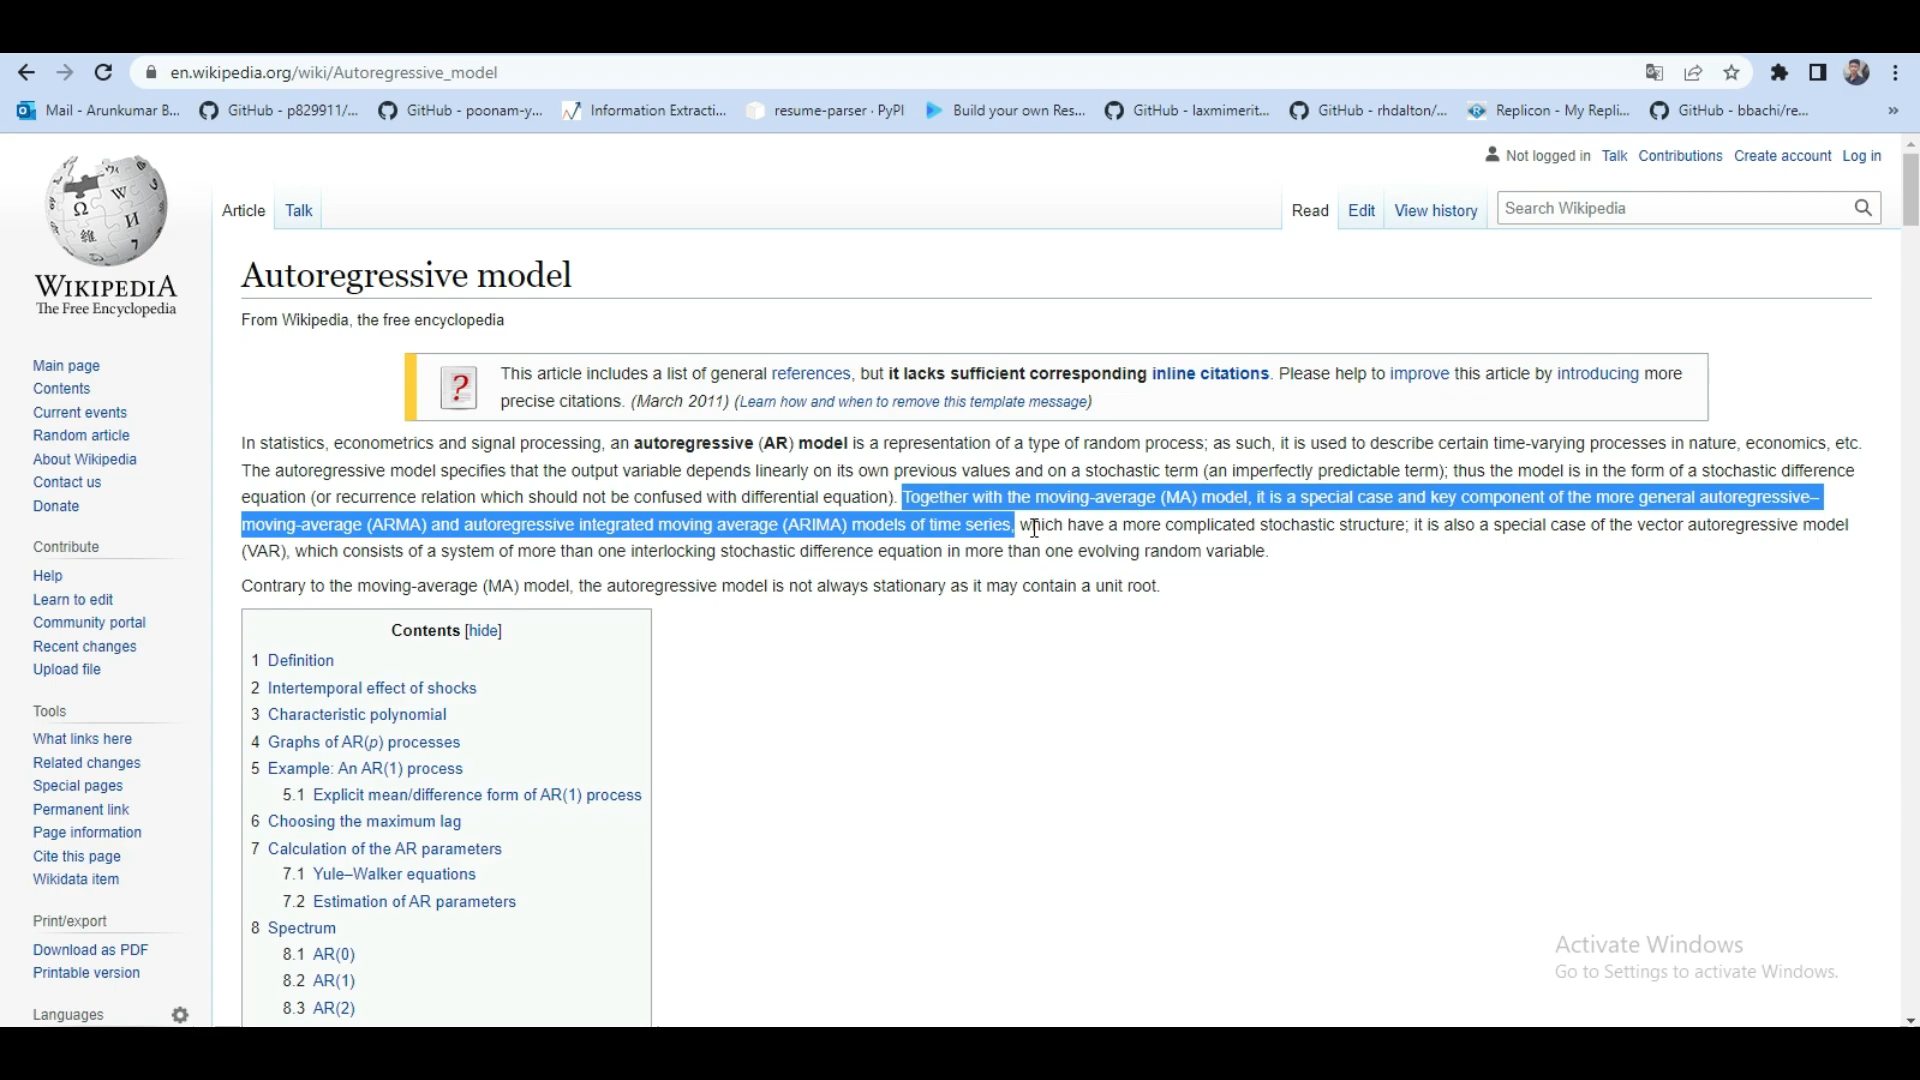 en.wikipedia.org/wiki/Autoregressive_model
Mail - Arunkumar B... GitHub - p829911/... GitHub - poonam-y... Information Extracti... resume-parser · PyPI Build your own Res... GitHub - laxmimerit... GitHub - rhdalton/... Replicon - My Repli... GitHub - bbachi/re... »
Not logged in Talk Contributions Create account Log in
Article Talk Read Edit View history Search Wikipedia
WIKIPEDIA
The Free Encyclopedia
Main page
Contents
Current events
Random article
About Wikipedia
Contact us
Donate
Contribute
Help
Learn to edit
Community portal
Recent changes
Upload file
Tools
What links here
Related changes
Special pages
Permanent link
Page information
Cite this page
Wikidata item
Print/export
Download as PDF
Printable version
Languages
Autoregressive model
From Wikipedia, the free encyclopedia
This article includes a list of general references, but it lacks sufficient corresponding inline citations. Please help to improve this article by introducing more
precise citations. (March 2011) (Learn how and when to remove this template message)
In statistics, econometrics and signal processing, an autoregressive (AR) model is a representation of a type of random process; as such, it is used to describe certain time-varying processes in nature, economics, etc.
The autoregressive model specifies that the output variable depends linearly on its own previous values and on a stochastic term (an imperfectly predictable term); thus the model is in the form of a stochastic difference
equation (or recurrence relation which should not be confused with differential equation). Together with the moving-average (MA) model, it is a special case and key component of the more general autoregressive–
moving-average (ARMA) and autoregressive integrated moving average (ARIMA) models of time series, which have a more complicated stochastic structure; it is also a special case of the vector autoregressive model
(VAR), which consists of a system of more than one interlocking stochastic difference equation in more than one evolving random variable.
Contrary to the moving-average (MA) model, the autoregressive model is not always stationary as it may contain a unit root.
Contents [hide]
1 Definition
2 Intertemporal effect of shocks
3 Characteristic polynomial
4 Graphs of AR(p) processes
5 Example: An AR(1) process
5.1 Explicit mean/difference form of AR(1) process
6 Choosing the maximum lag
7 Calculation of the AR parameters
7.1 Yule–Walker equations
7.2 Estimation of AR parameters
8 Spectrum
8.1 AR(0)
8.2 AR(1)
8.3 AR(2)
Activate Windows
Go to Settings to activate Windows.